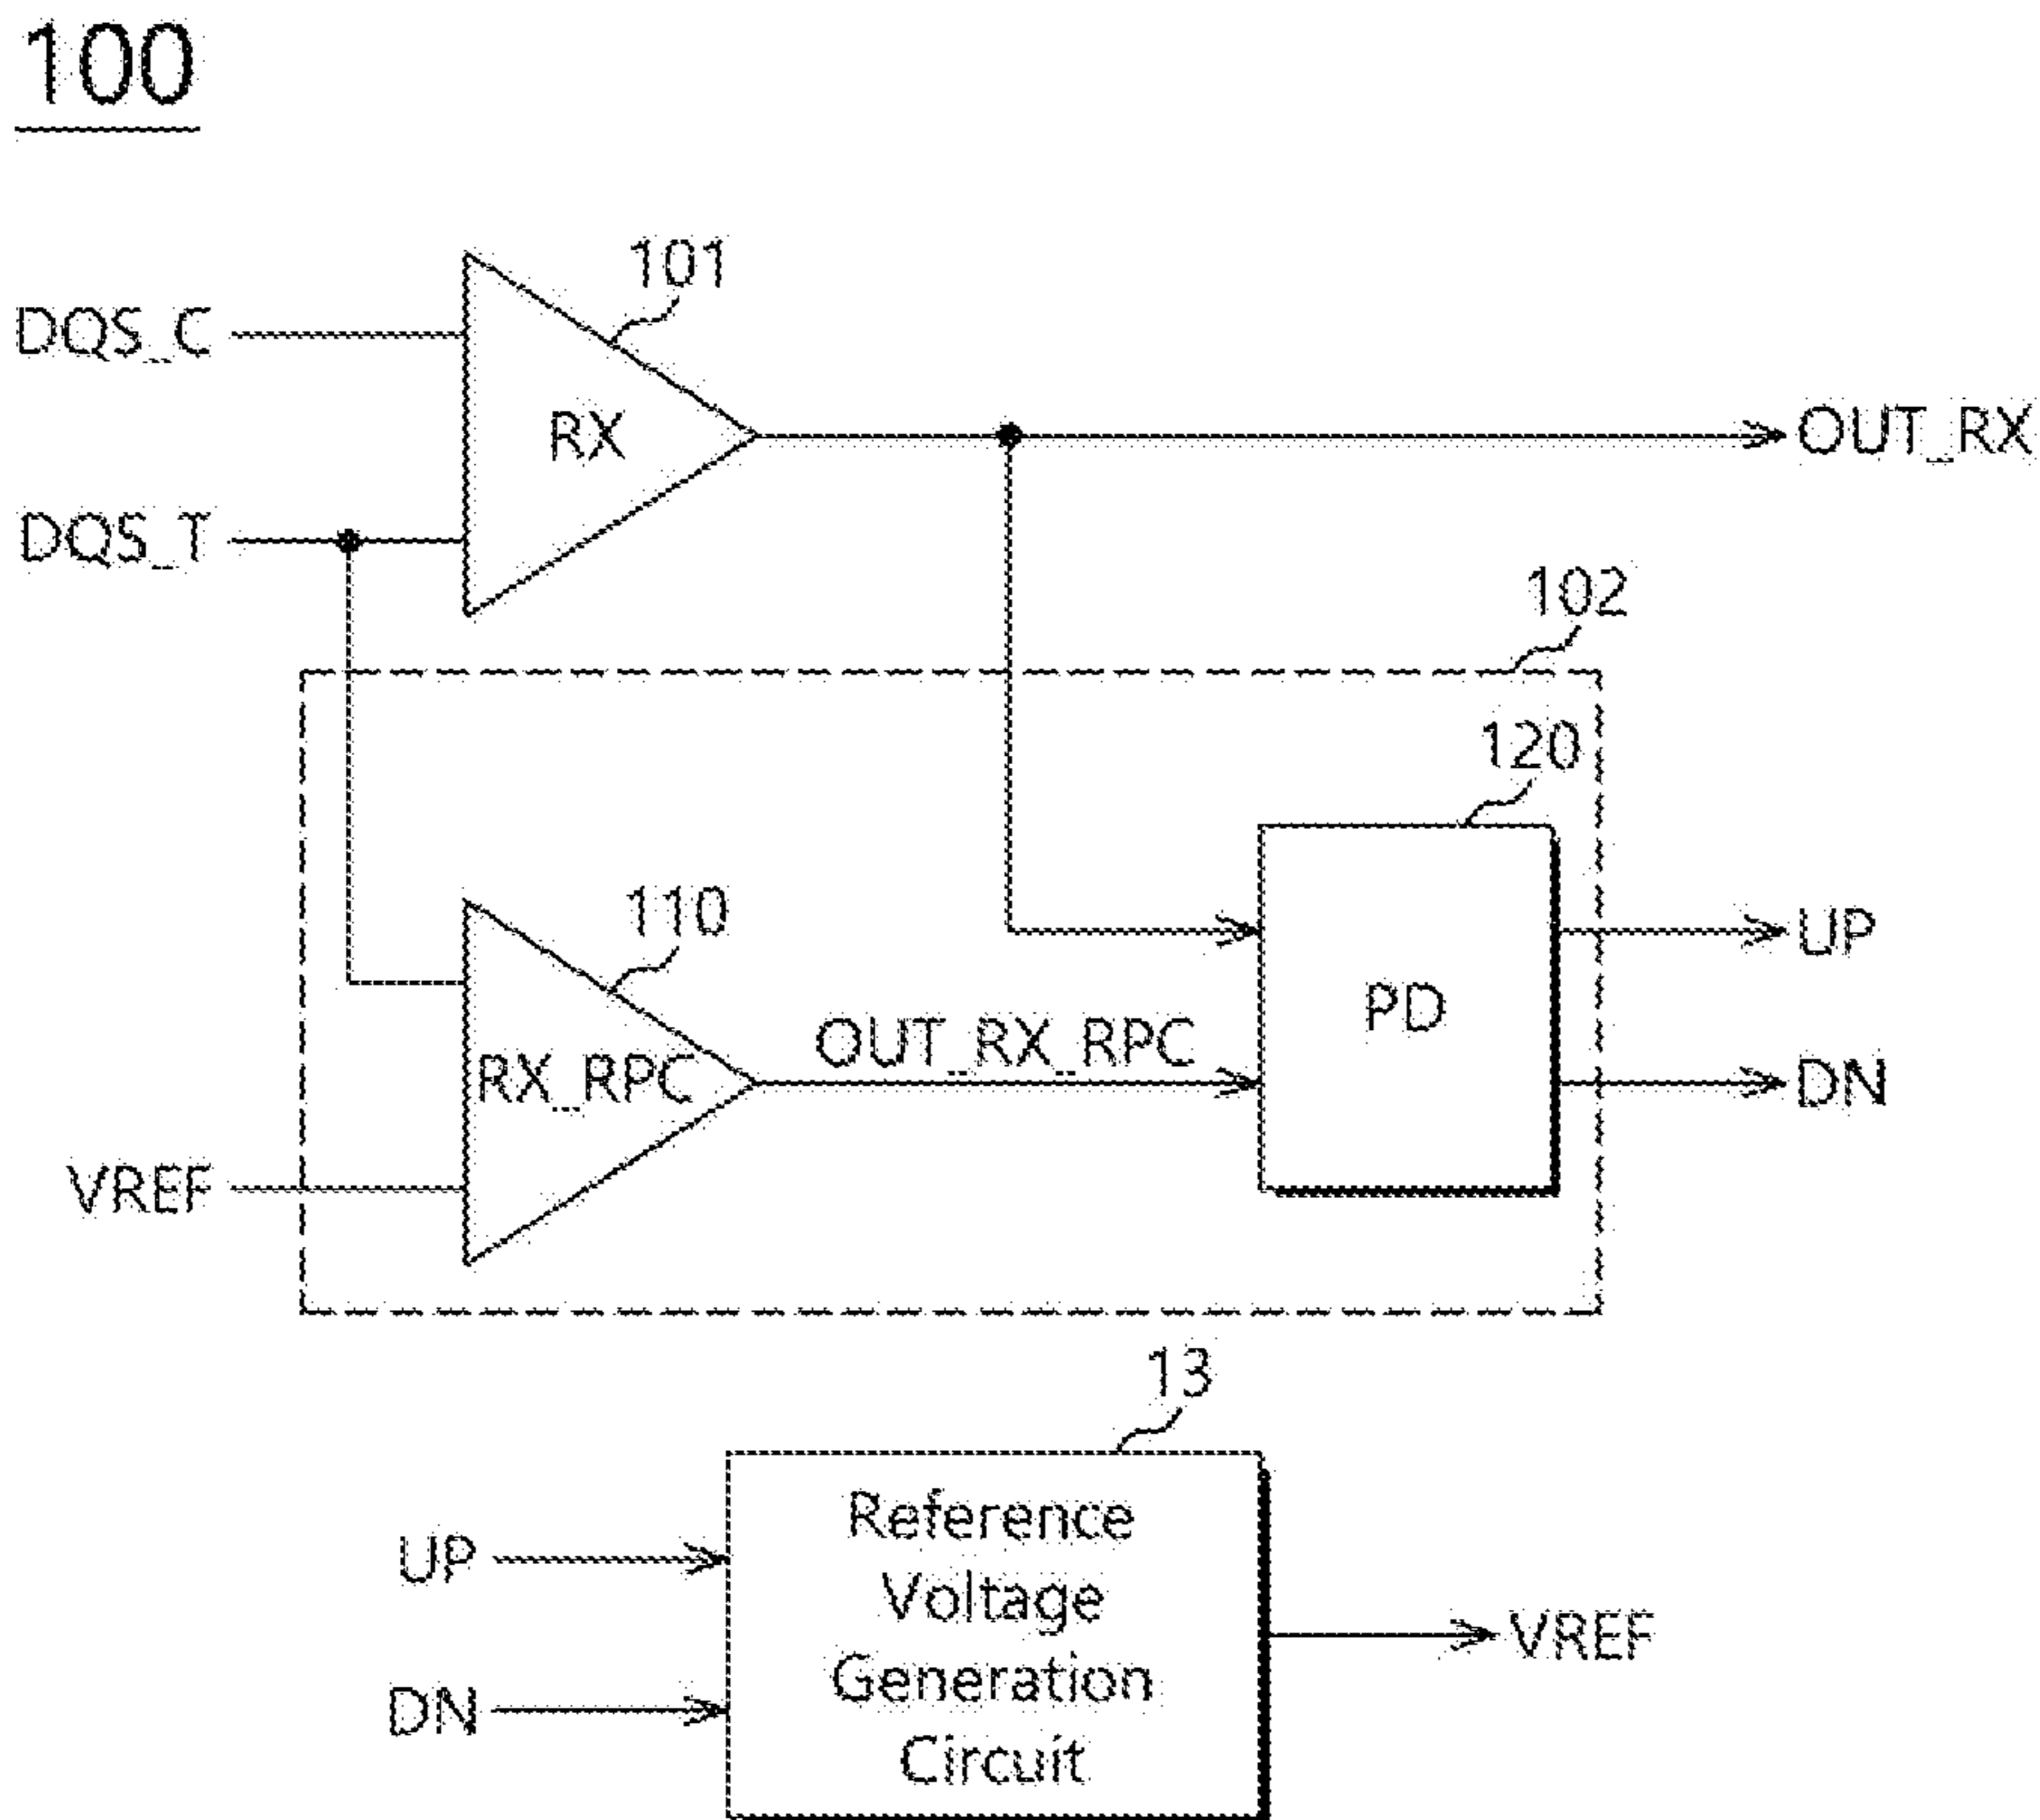 100
101
DQS_C
RX
OUT_RX
DQS_T
102
120
110
UP
PD
OUT_RX_RPC
RX_RPC
DN
VREF
13
Reference
Voltage
Generation
Circuit
UP
DN
VREF